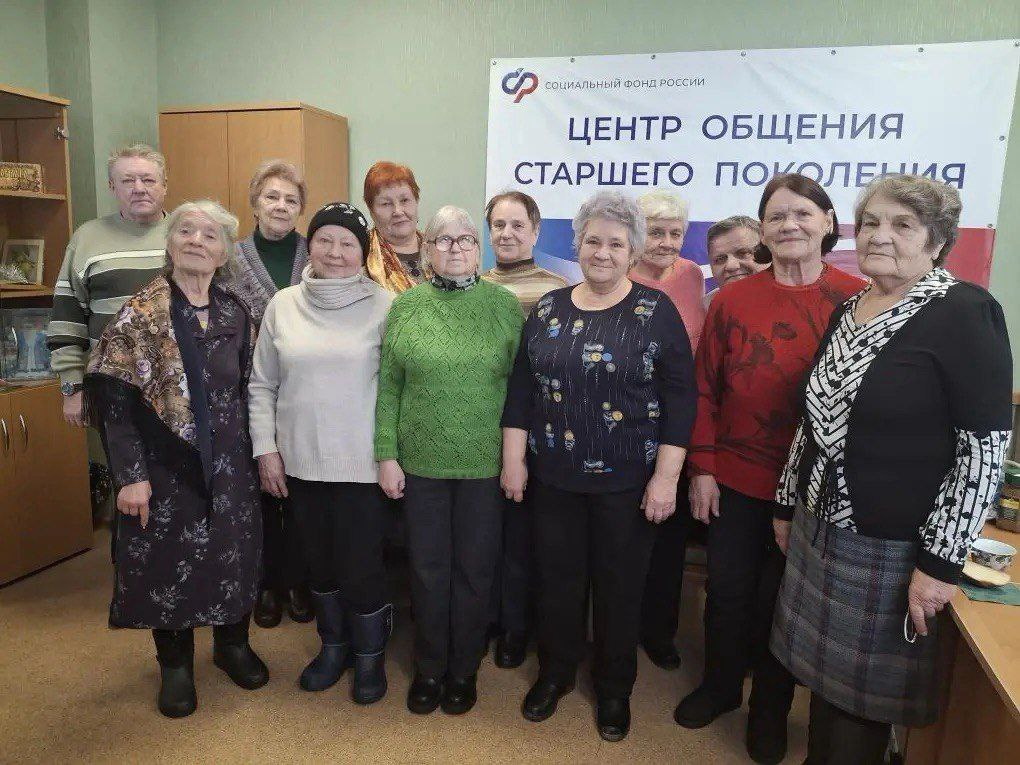 СОЦИАЛЬНЫЙ ФОНД РОССИИ
ЦЕНТР ОБЩЕНИЯ
СТАРШЕГО ПОКОЛЕНИЯ